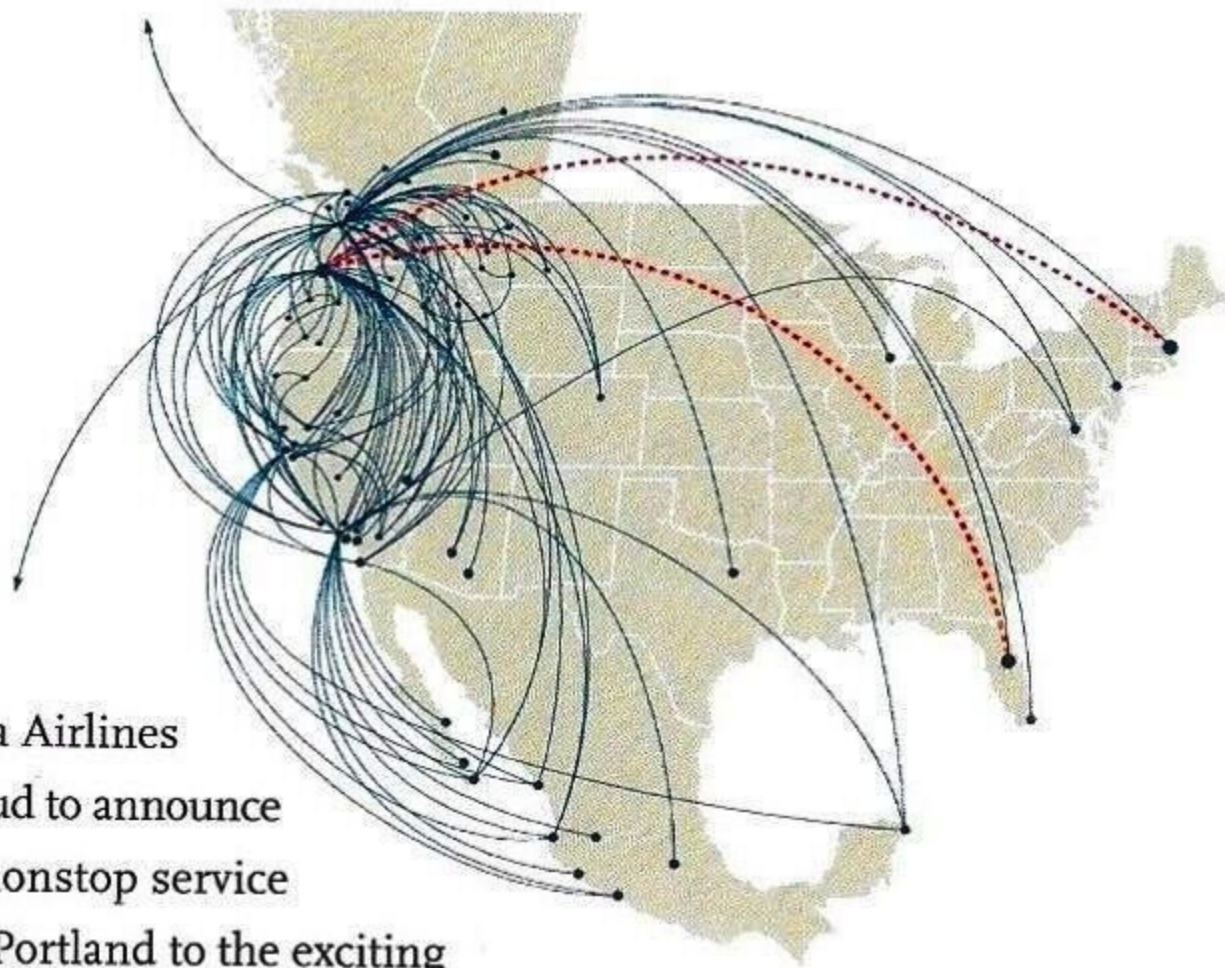 a Airlines
ud to announce
onstop service
Portland to the exciting